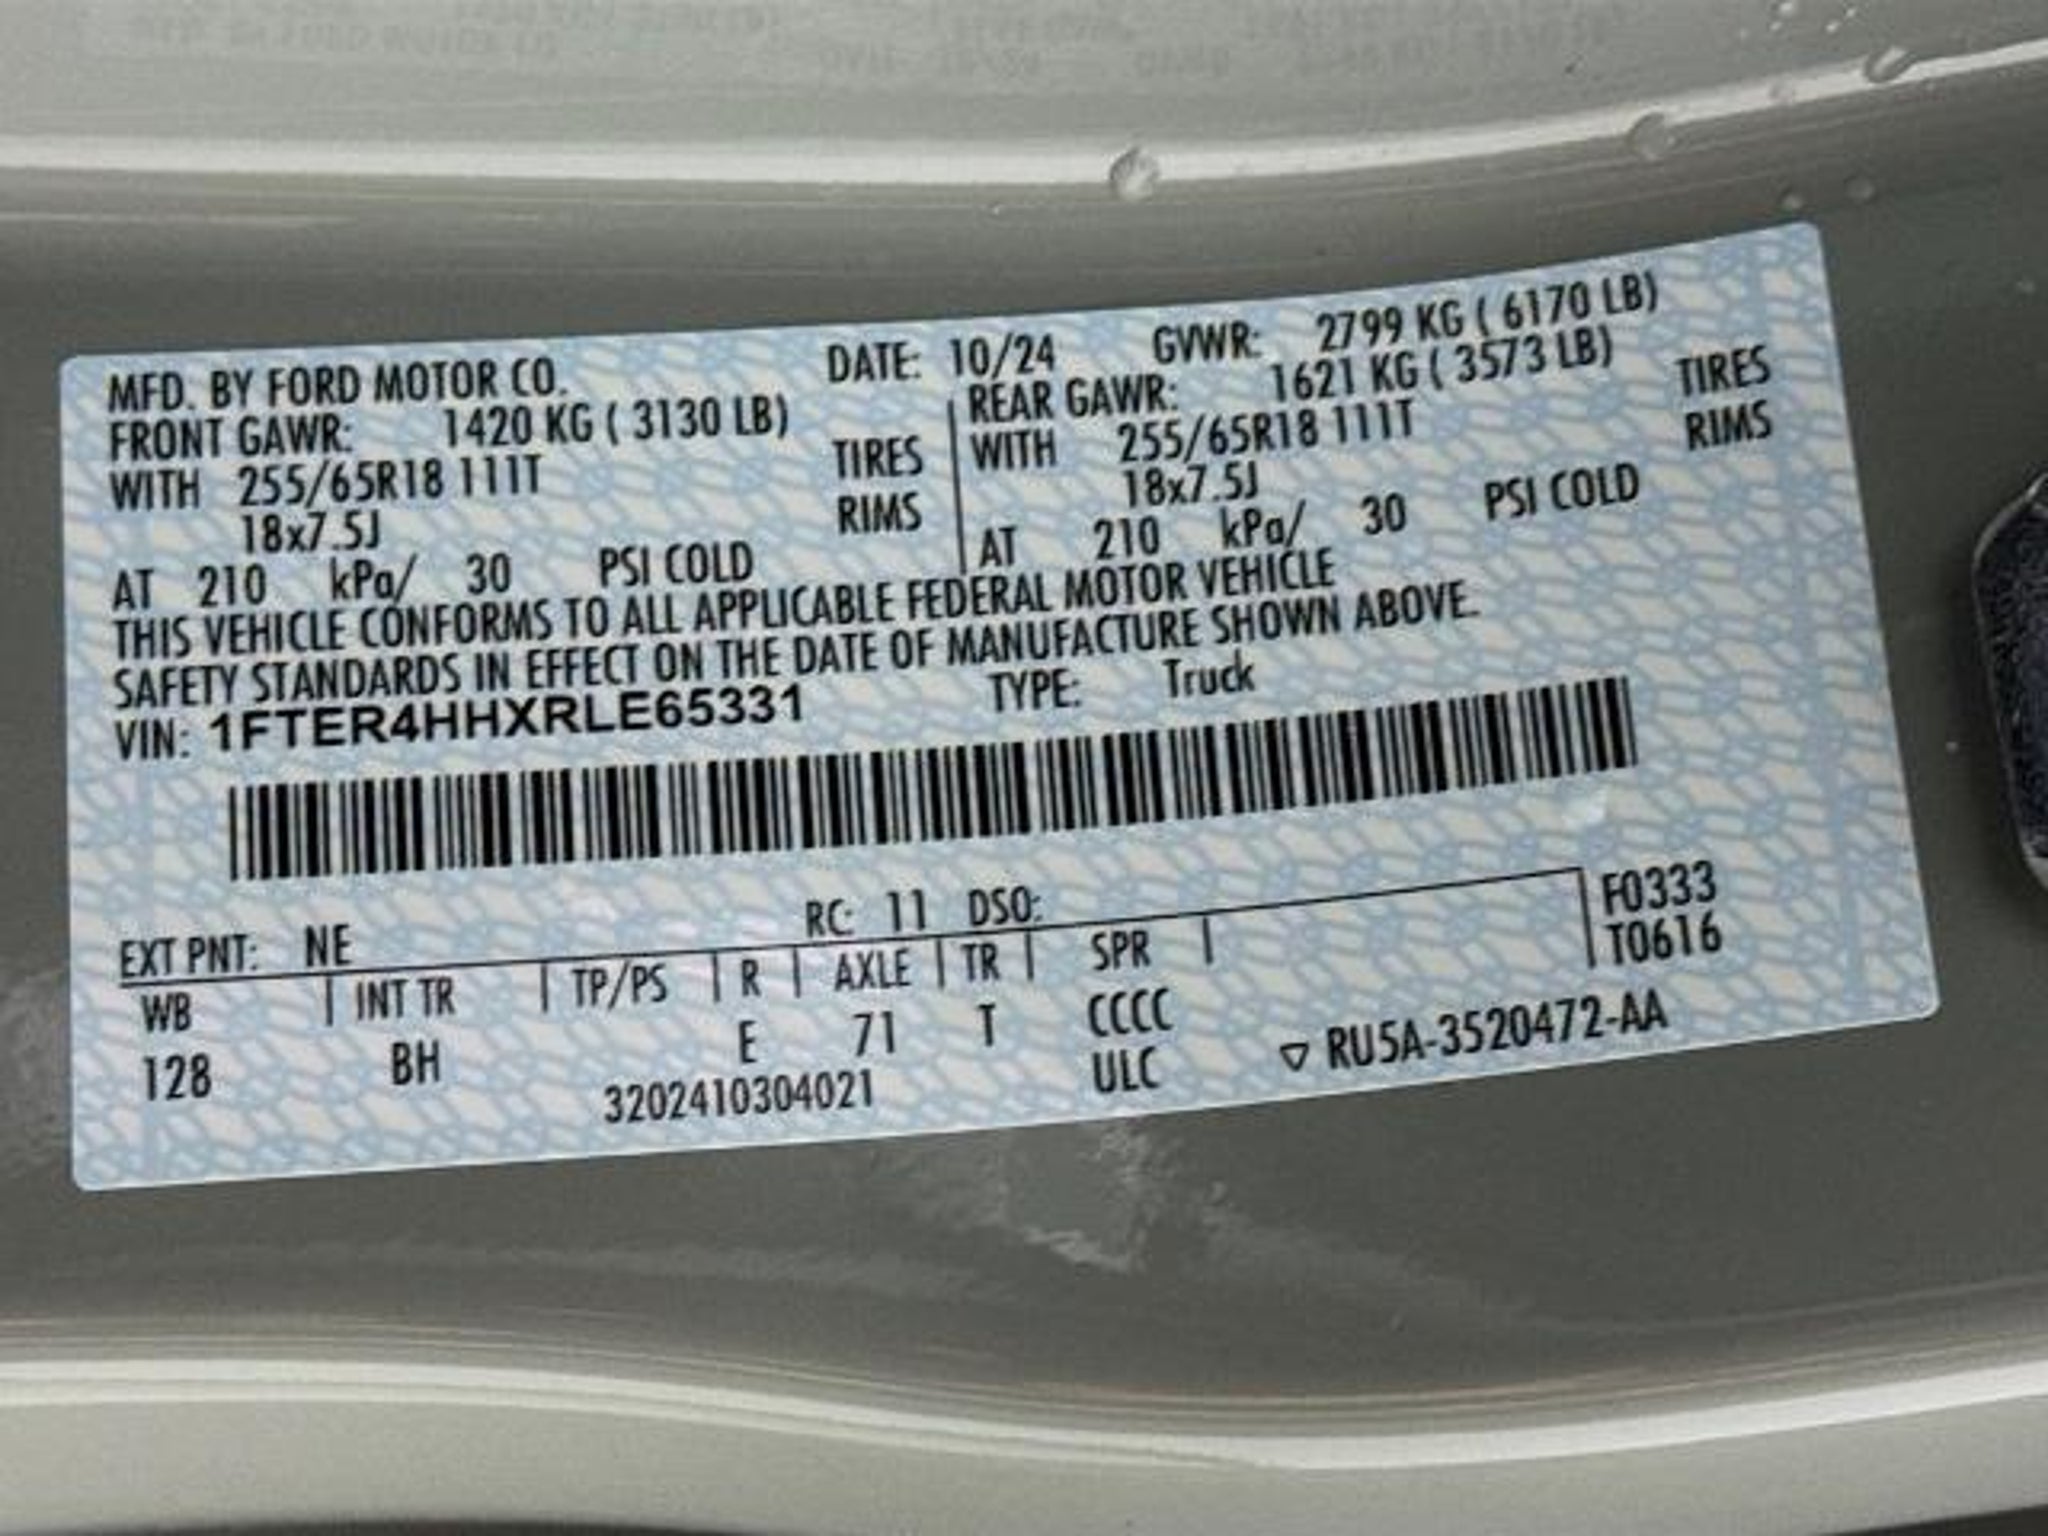 MFD. BY FORD MOTOR CO. DATE: 10/24 GVWR: 2799 KG ( 6170 LB)
FRONT GAWR: 1420 KG ( 3130 LB) REAR GAWR: 1621 KG ( 3573 LB)
WITH 255/65R18 111T TIRES WITH 255/65R18 111T TIRES
18x7.5J RIMS 18x7.5J RIMS
AT 210 kPa/ 30 PSI COLD AT 210 kPa/ 30 PSI COLD
THIS VEHICLE CONFORMS TO ALL APPLICABLE FEDERAL MOTOR VEHICLE
SAFETY STANDARDS IN EFFECT ON THE DATE OF MANUFACTURE SHOWN ABOVE.
VIN: 1FTER4HHXRLE65331 TYPE: Truck
EXT PNT: NE RC: 11 DSO: F0333
WB INT TR TP/PS R AXLE TR SPR T0616
128 BH E 71 T CCCC
3202410304021 ULC ▽ RU5A-3520472-AA